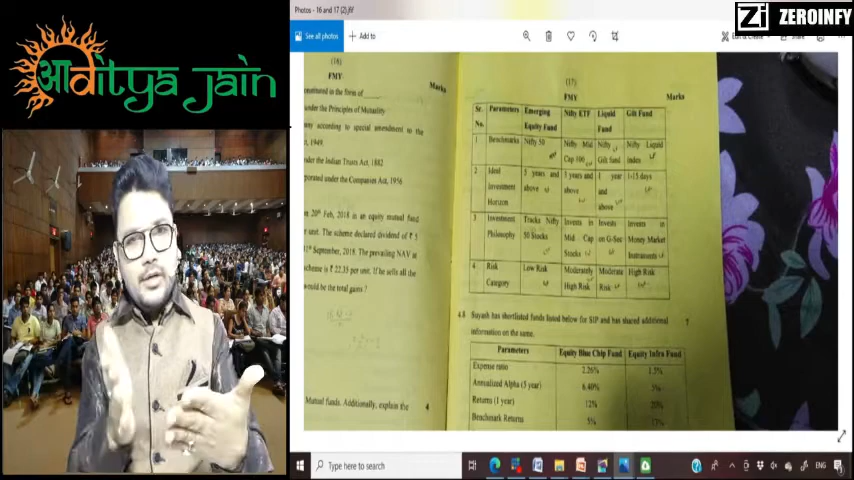 Photos - 16 and 17 (2).jfif
Zi ZEROINFY
See all photos
Add to
Edit & Create
Share
आditya jain
(16)
FMY
Marks
constituted in the form of
under the Principles of Mutuality
any according to special amendment to the
t, 1949.
under the Indian Trusts Act, 1882
porated under the Companies Act, 1956
on 20th Feb, 2018 in an equity mutual fund
r unit. The scheme declared dividend of ₹ 5
September, 2018. The prevailing NAV at
scheme is ₹ 22.35 per unit. If he sells all the
would be the total gains?
Mutual funds. Additionally, explain the
4
(17)
FMY
Marks
Sr. No. Parameters Emerging Equity Fund Nifty ETF Liquid Fund Gilt Fund
1 Benchmarks Nifty 50 Nifty Mid Cap 100 Nifty Gilt fund Nifty Liquid index
2 Ideal Investment Horizon 5 years and above 5 years and above 1 year and above 1-15 days
3 Investment Philosophy Tracks Nifty 50 Stocks Invests in Mid Cap Stocks Invests on G-Sec Invests in Money Market Instruments
4 Risk Category Low Risk Moderately High Risk Moderate Risk High Risk
4.8 Suyash has shortlisted funds listed below for SIP and has shared additional 7
information on the same.
Parameters Equity Blue Chip Fund Equity Infra Fund
Expense ratio 2.26% 1.5%
Annualized Alpha (3 year) 6.40% 3%
Returns (1 year) 12% 20%
Benchmark Returns 5% 17%
Type here to search
ENG